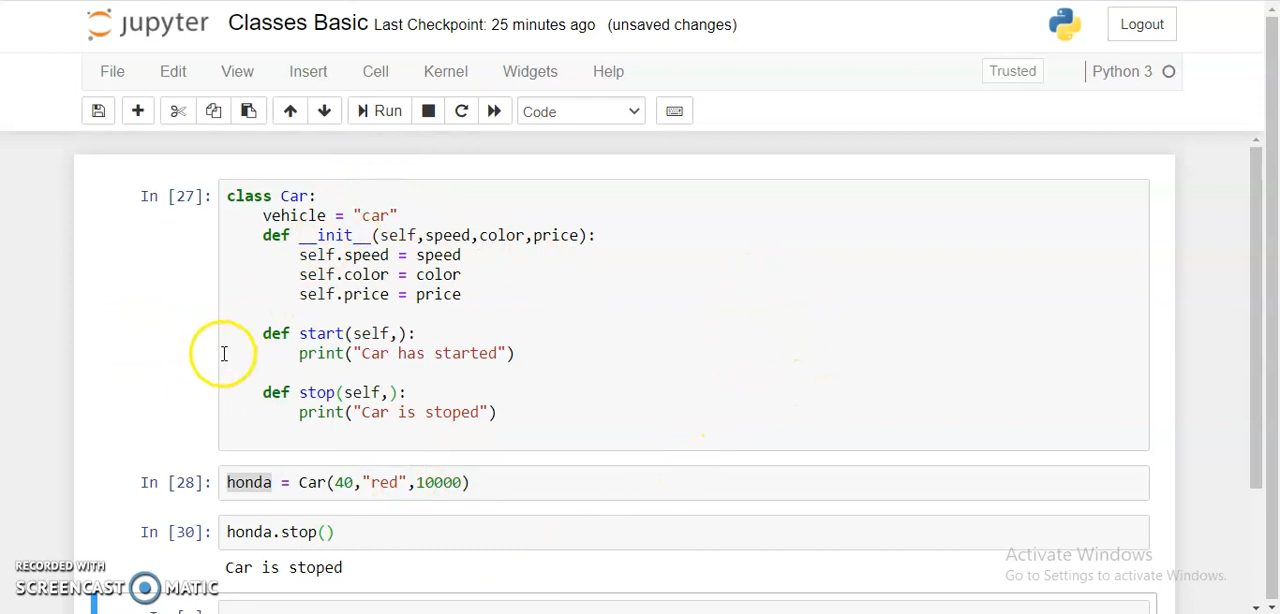 jupyter Classes Basic Last Checkpoint: 25 minutes ago (unsaved changes) Logout
File Edit View Insert Cell Kernel Widgets Help Trusted Python 3
Run Code
In [27]: class Car:
vehicle = "car"
def __init__(self,speed,color,price):
self.speed = speed
self.color = color
self.price = price
def start(self,):
print("Car has started")
def stop(self,):
print("Car is stoped")
In [28]: honda = Car(40,"red",10000)
In [30]: honda.stop()
Car is stoped
Activate Windows
Go to Settings to activate Windows.
RECORDED WITH
SCREENCAST MATIC